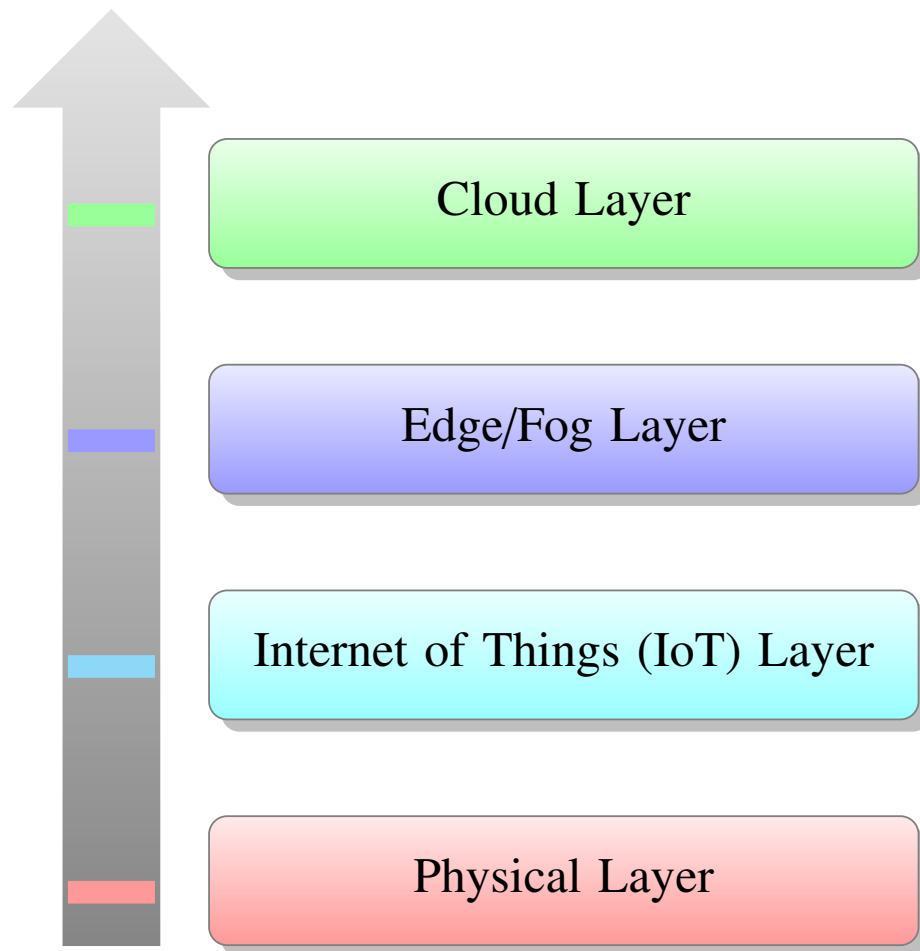 Cloud Layer
Edge/Fog Layer
Internet of Things (IoT) Layer
Physical Layer